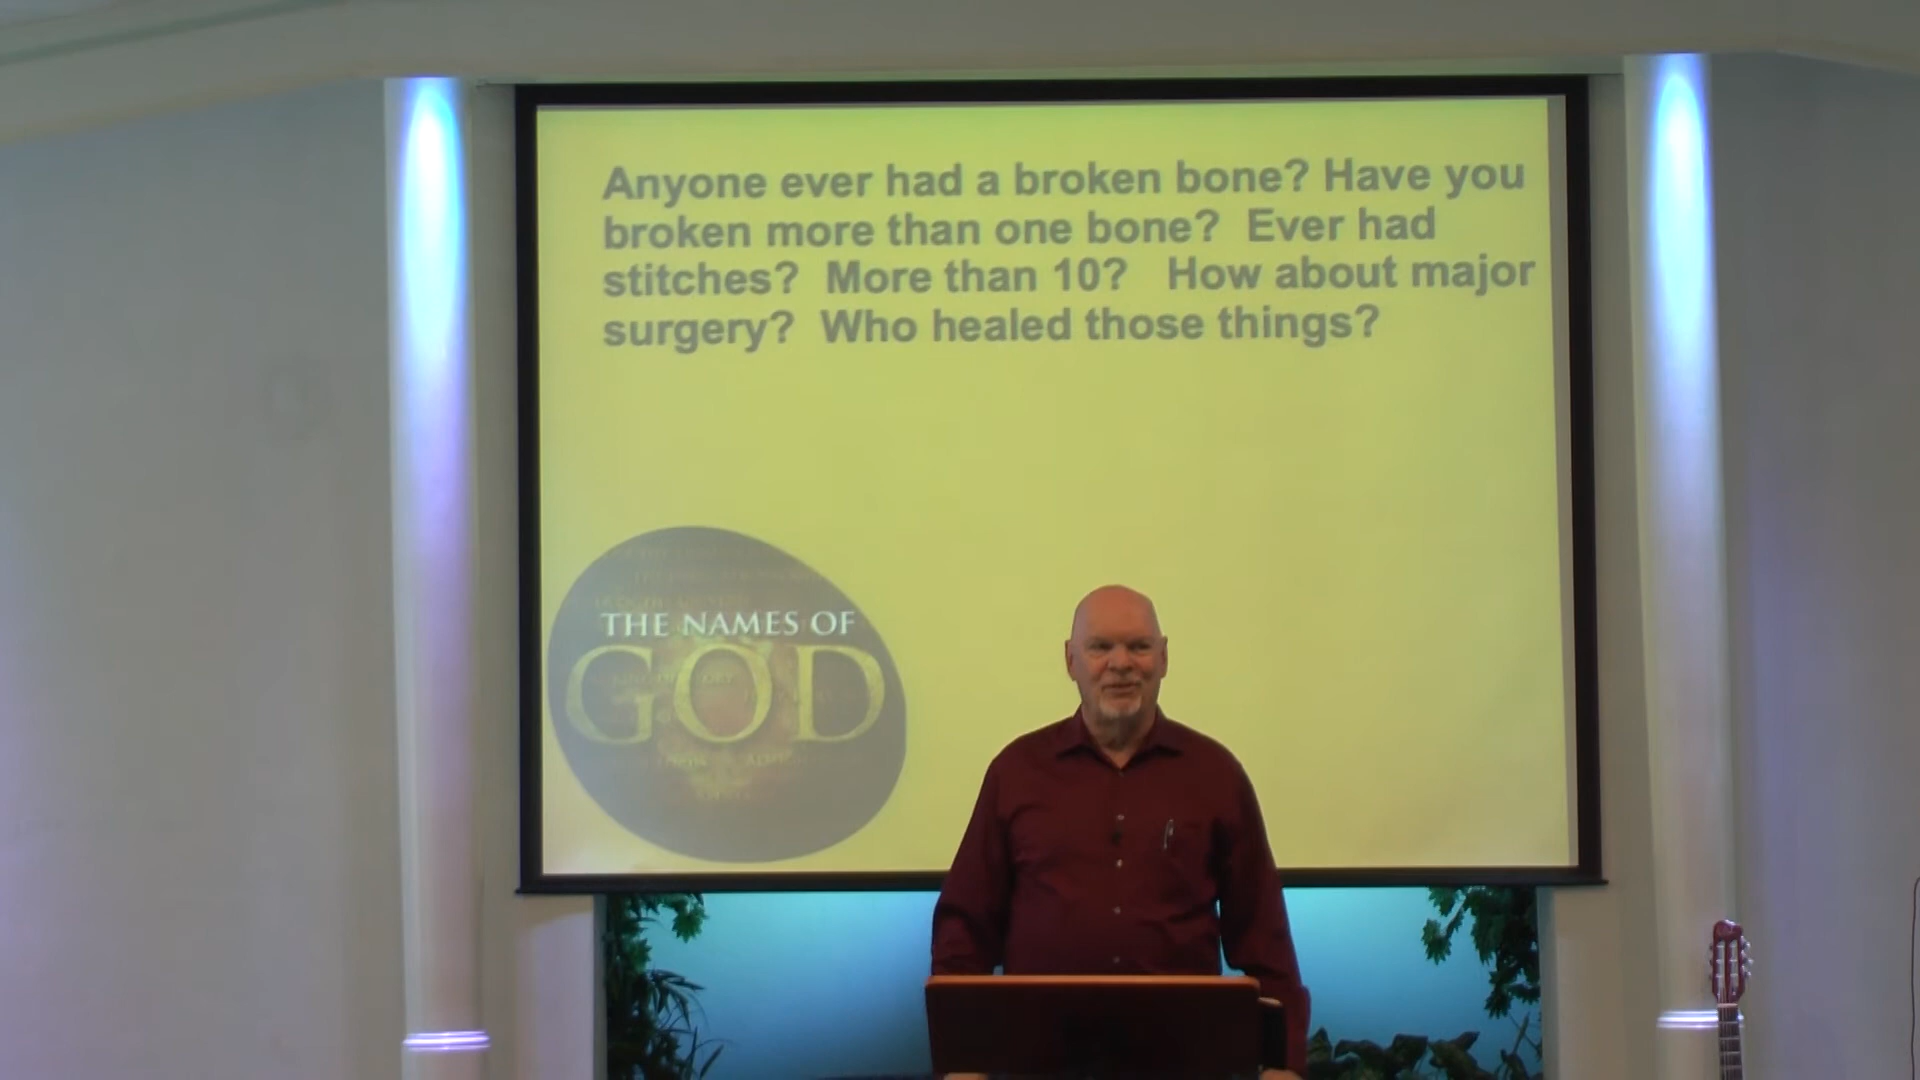 Anyone ever had a broken bone? Have you
broken more than one bone? Ever had
stitches? More than 10? How about major
surgery? Who healed those things?
THE NAMES OF
GOD